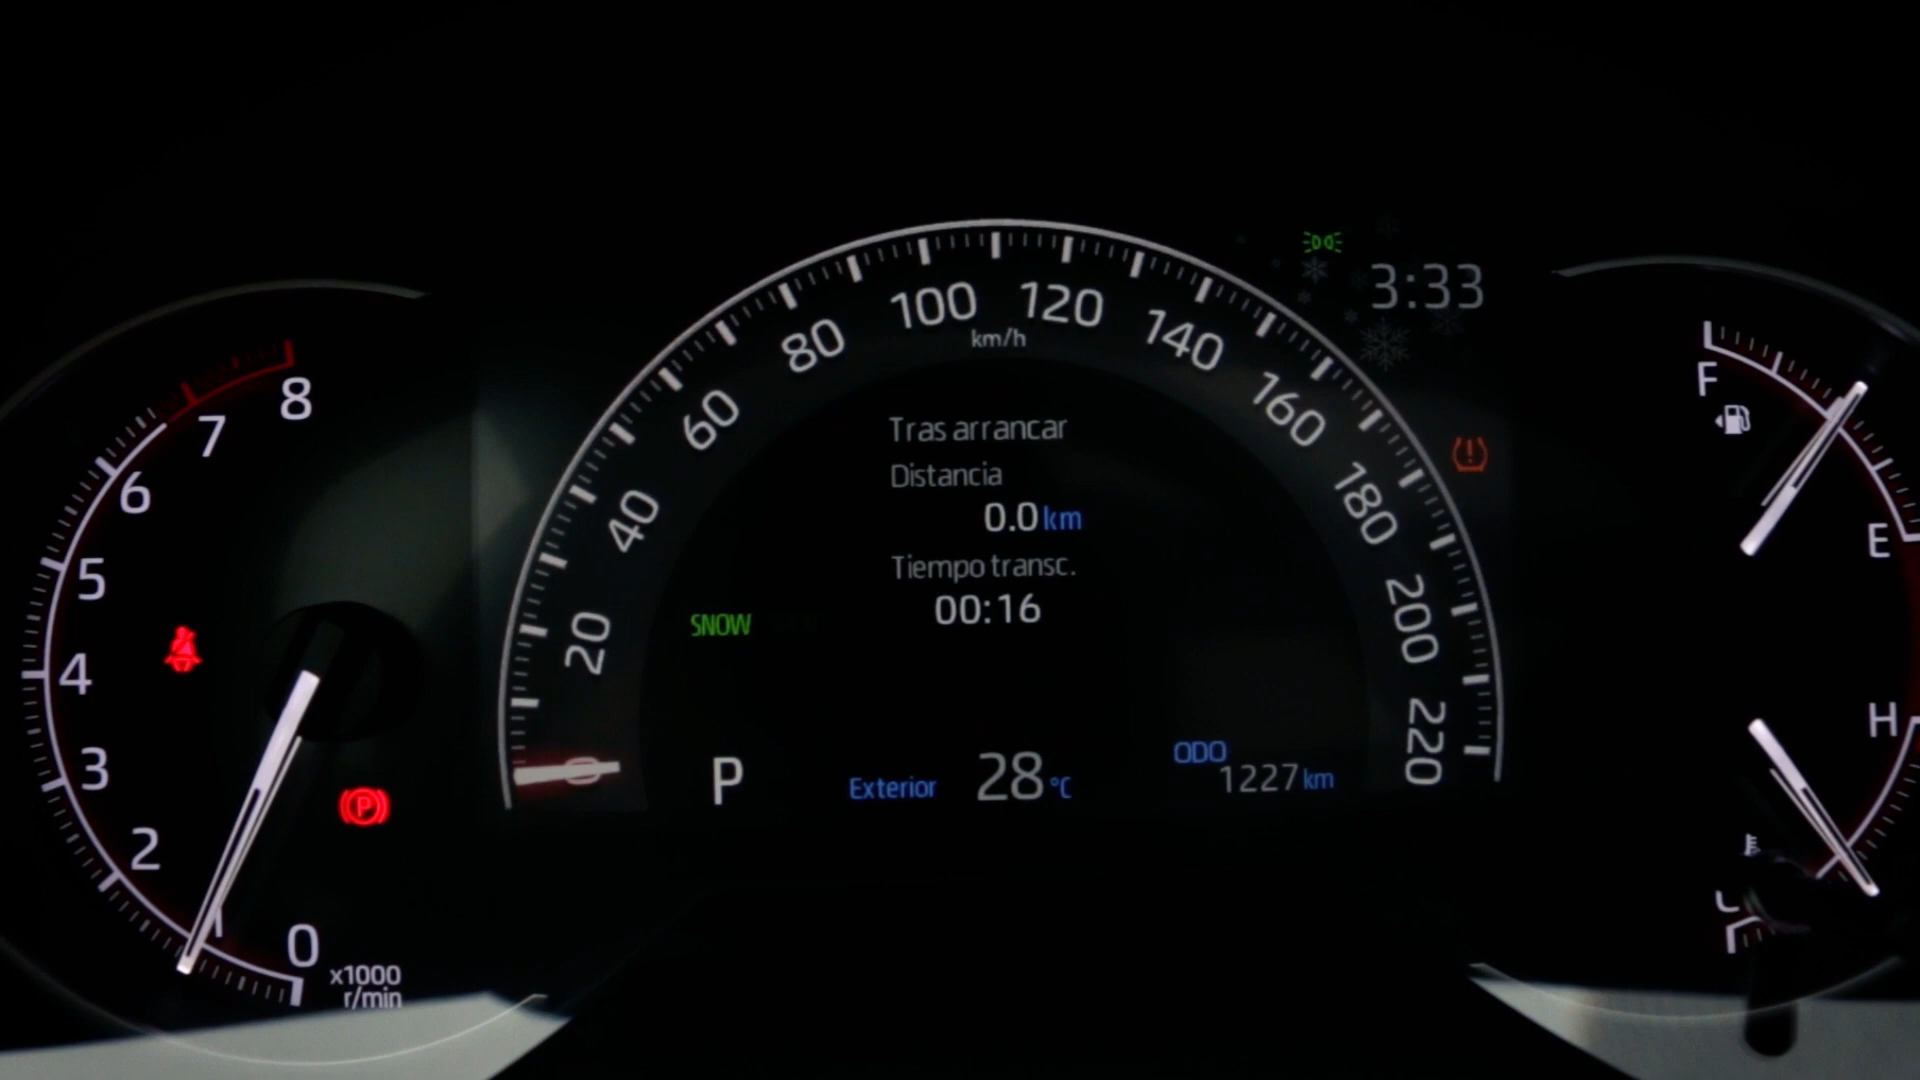 8
7
6
5
4
3
2
1
0
x1000
r/min
0
20
40
60
80
100
120
140
160
180
200
220
km/h
3:33
Tras arrancar
Distancia
0.0 km
Tiempo transc.
00:16
SNOW
P
Exterior 28 °C
ODO
1227 km
F
E
H
C
P